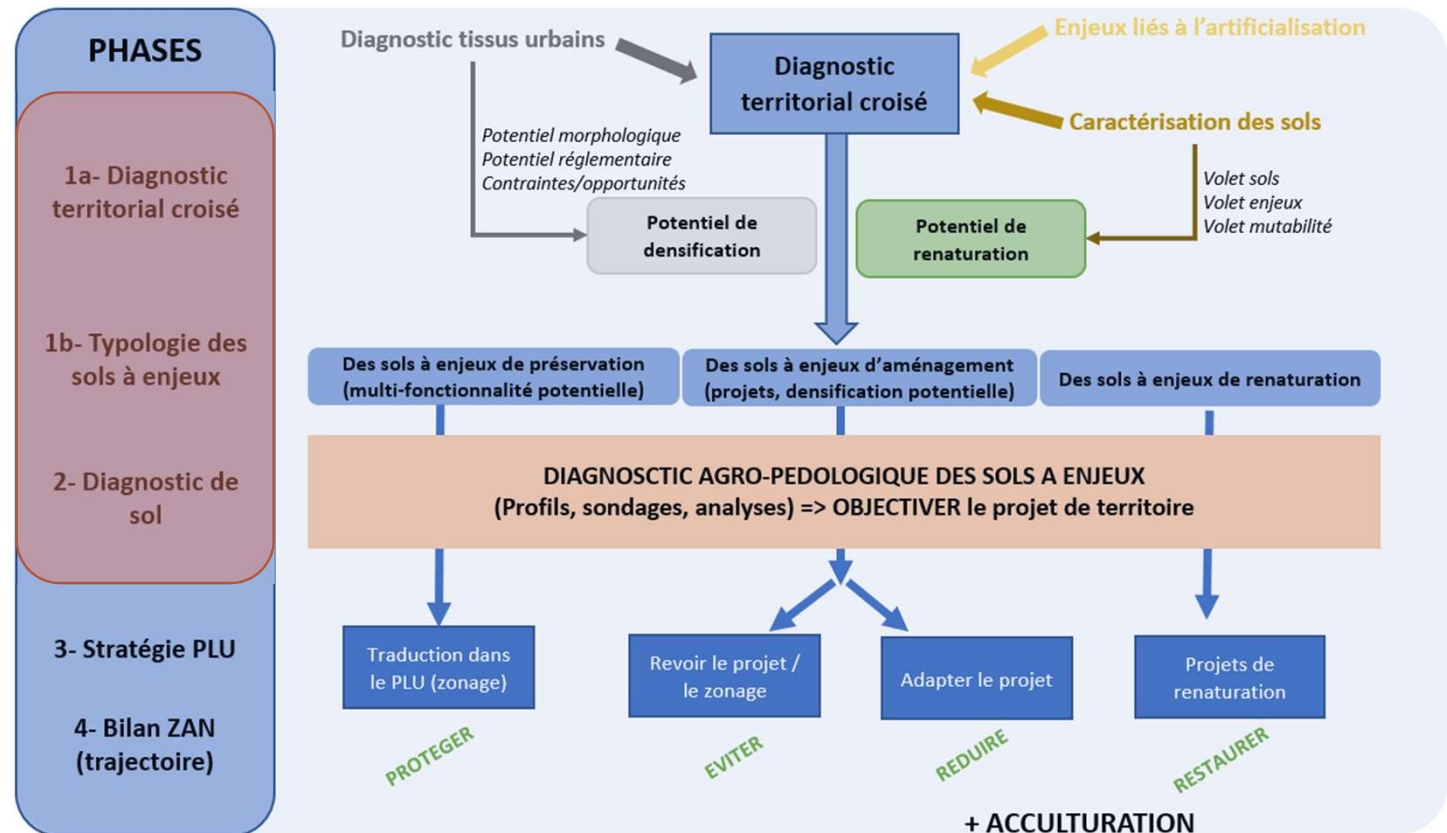 PHASES
1a- Diagnostic
territorial croisé
1b- Typologie des
sols à enjeux
2- Diagnostic de
sol
3- Stratégie PLU
4- Bilan ZAN
(trajectoire)
Diagnostic tissus urbains
Diagnostic
territorial croisé
Enjeux liés à l'artificialisation
Caractérisation des sols
Potentiel morphologique
Potentiel réglementaire
Contraintes/opportunités
Volet sols
Volet enjeux
Volet mutabilité
Potentiel de
densification
Potentiel de
renaturation
Des sols à enjeux de préservation
(multi-fonctionnalité potentielle)
Des sols à enjeux d'aménagement
(projets, densification potentielle)
Des sols à enjeux de renaturation
DIAGNOSCTIC AGRO-PEDOLOGIQUE DES SOLS A ENJEUX
(Profils, sondages, analyses) => OBJECTIVER le projet de territoire
Traduction dans
le PLU (zonage)
Revoir le projet /
le zonage
Adapter le projet
Projets de
renaturation
PROTEGER
EVITER
REDUIRE
RESTAURER
+ ACCULTURATION